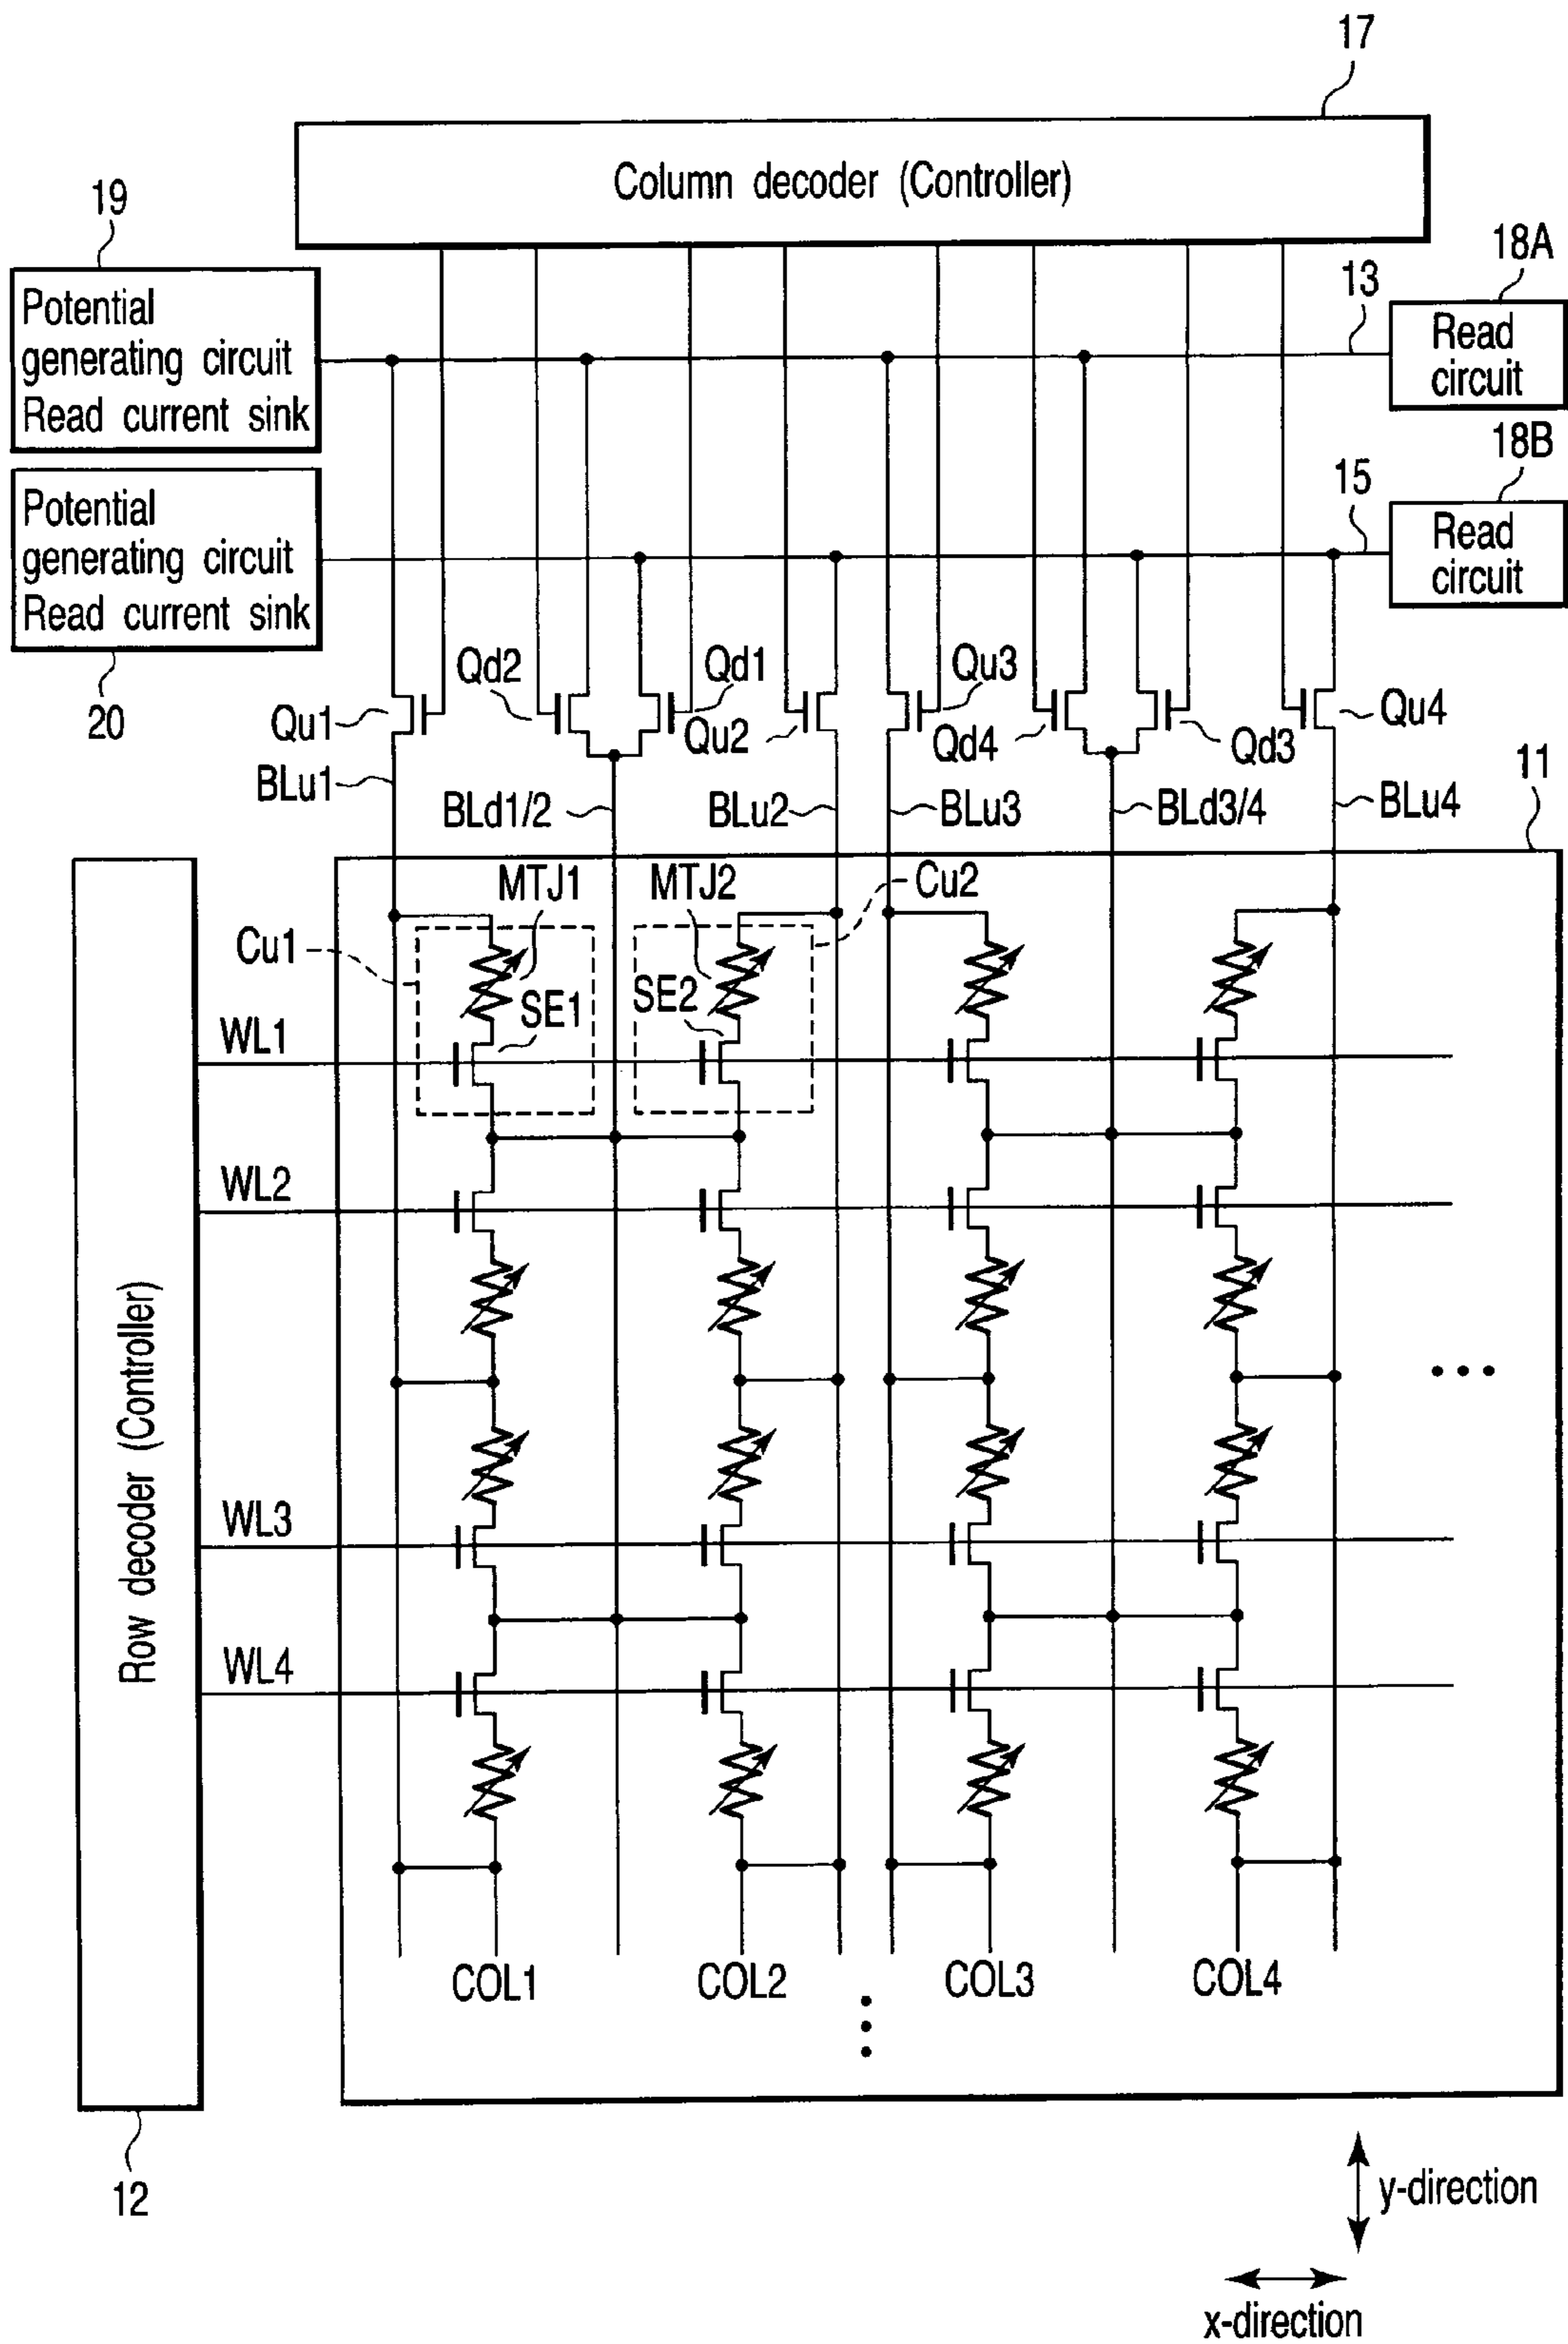 17
Column decoder (Controller)
19
Potential
generating circuit
Read current sink
13
18A
Read
circuit
Potential
generating circuit
Read current sink
20
15
18B
Read
circuit
Qu1
Qd2
Qd1
Qu2
Qu3
Qd4
Qd3
Qu4
BLu1
BLd1/2
BLu2
BLu3
BLd3/4
BLu4
11
Cu1
MTJ1
SE1
MTJ2
SE2
Cu2
WL1
WL2
WL3
WL4
Row decoder (Controller)
12
COL1
COL2
COL3
COL4
y-direction
x-direction